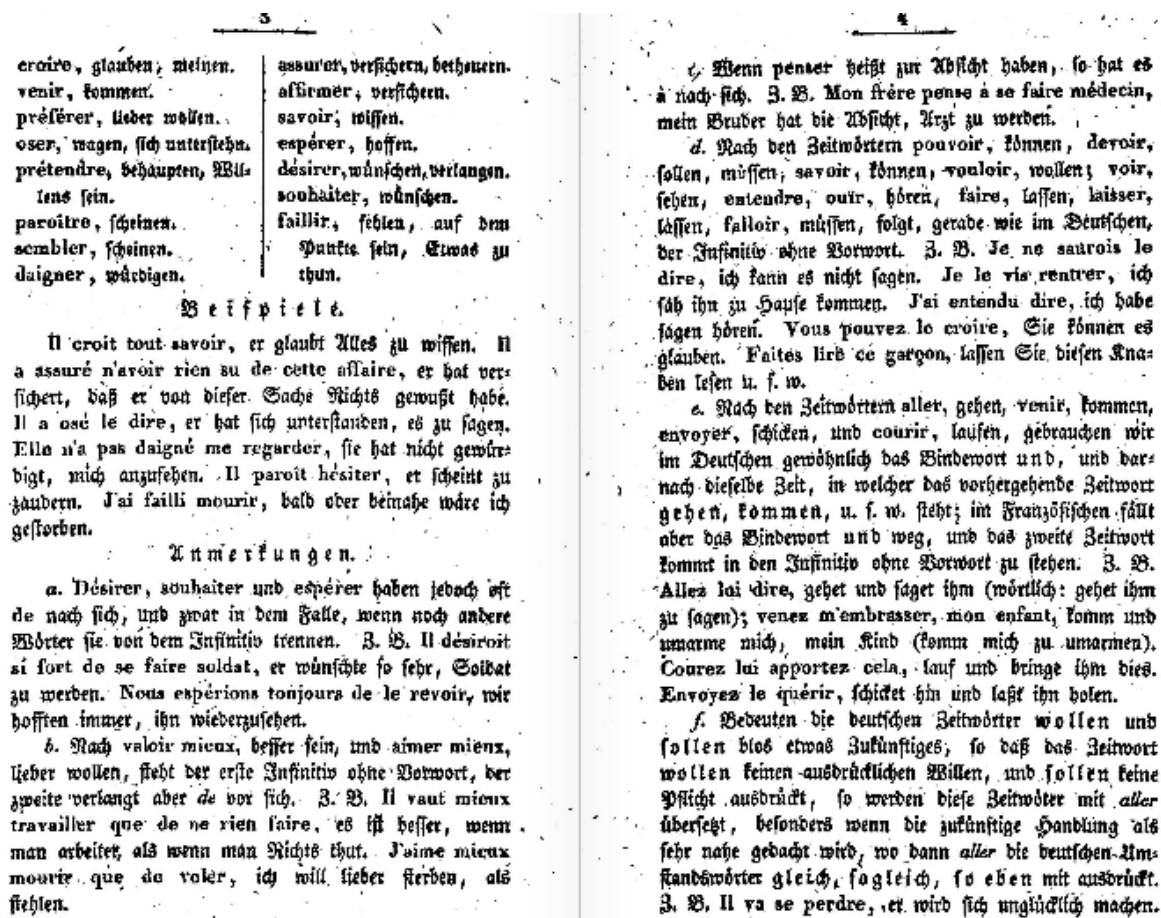 3
croire, glauben, meinen.
venir, kommen.
préférer, lieber wollen.
oser, wagen, sich unterstehn.
prétendre, behaupten, Wil-
lens sein.
paroître, scheinen.
sembler, scheinen.
daigner, würdigen.
assurer, versichern, betheuern.
affirmer, versichern.
savoir, wissen.
espérer, hoffen.
désirer, wünschen, verlangen.
souhaiter, wünschen.
faillir, fehlen, auf dem
Punkte sein, Etwas zu
thun.
Beispiele.
Il croit tout savoir, er glaubt Alles zu wissen. Il
a assuré n'avoir rien su de cette affaire, er hat ver-
sichert, daß er von dieser Sache Nichts gewußt habe.
Il a osé le dire, er hat sich unterstanden, es zu sagen.
Elle n'a pas daigné me regarder, sie hat nicht gewür-
digt, mich anzusehen. Il paroit hésiter, er scheint zu
zaudern. J'ai failli mourir, bald oder beinahe wäre ich
gestorben.
Anmerkungen.
a. Désirer, souhaiter und espérer haben jedoch oft
de nach sich, und zwar in dem Falle, wenn noch andere
Wörter sie von dem Infinitiv trennen. Z. B. Il désiroit
si fort de se faire soldat, er wünschte so sehr, Soldat
zu werden. Nous espérions toujours de le revoir, wir
hofften immer, ihn wiederzusehen.
b. Nach valoir mieux, besser sein, und aimer mieux,
lieber wollen, steht der erste Infinitiv ohne Vorwort, der
zweite verlangt aber de vor sich. Z. B. Il vaut mieux
travailler que de ne rien faire, es ist besser, wenn
man arbeitet, als wenn man Nichts thut. J'aime mieux
mourir que de voler, ich will lieber sterben, als
stehlen.
4
c. Wenn penser heißt zur Absicht haben, so hat es
à nach sich. Z. B. Mon frère pense à se faire médecin,
mein Bruder hat die Absicht, Arzt zu werden.
d. Nach den Zeitwörtern pouvoir, können, devoir,
sollen, müssen, savoir, können, vouloir, wollen; voir,
sehen, entendre, ouïr, hören, faire, lassen, laisser,
lassen, falloir, müssen, folgt, gerade wie im Deutschen,
der Infinitiv ohne Vorwort. Z. B. Je ne saurois le
dire, ich kann es nicht sagen. Je le vis rentrer, ich
sah ihn zu Hause kommen. J'ai entendu dire, ich habe
sagen hören. Vous pouvez le croire, Sie können es
glauben. Faites lire ce garçon, lassen Sie diesen Kna-
ben lesen u. s. w.
e. Nach den Zeitwörtern aller, gehen, venir, kommen,
envoyer, schicken, und courir, laufen, gebrauchen wir
im Deutschen gewöhnlich das Bindewort und, und dar-
nach dieselbe Zeit, in welcher das vorhergehende Zeitwort
gehen, kommen, u. s. w. steht; im Französischen fällt
aber das Bindewort und weg, und das zweite Zeitwort
kommt in den Infinitiv ohne Vorwort zu stehen. Z. B.
Allez lui dire, gehet und saget ihm (wörtlich: gehet ihm
zu sagen); venez m'embrasser, mon enfant, komm und
umarme mich, mein Kind (komm mich zu umarmen).
Courez lui apportez cela, lauf und bringe ihm dies.
Envoyez le quérir, schicket hin und laßt ihn holen.
f. Bedeuten die deutschen Zeitwörter wollen und
sollen blos etwas Zukünftiges, so daß das Zeitwort
wollen keinen ausdrücklichen Willen, und sollen keine
Pflicht ausdrückt, so werden diese Zeitwöter mit aller
übersetzt, besonders wenn die zukünftige Handlung als
sehr nahe gedacht wird, wo dann aller die deutschen Um-
standswörter gleich, sogleich, so eben mit ausdrückt.
Z. B. Il va se perdre, er wird sich unglücklich machen.